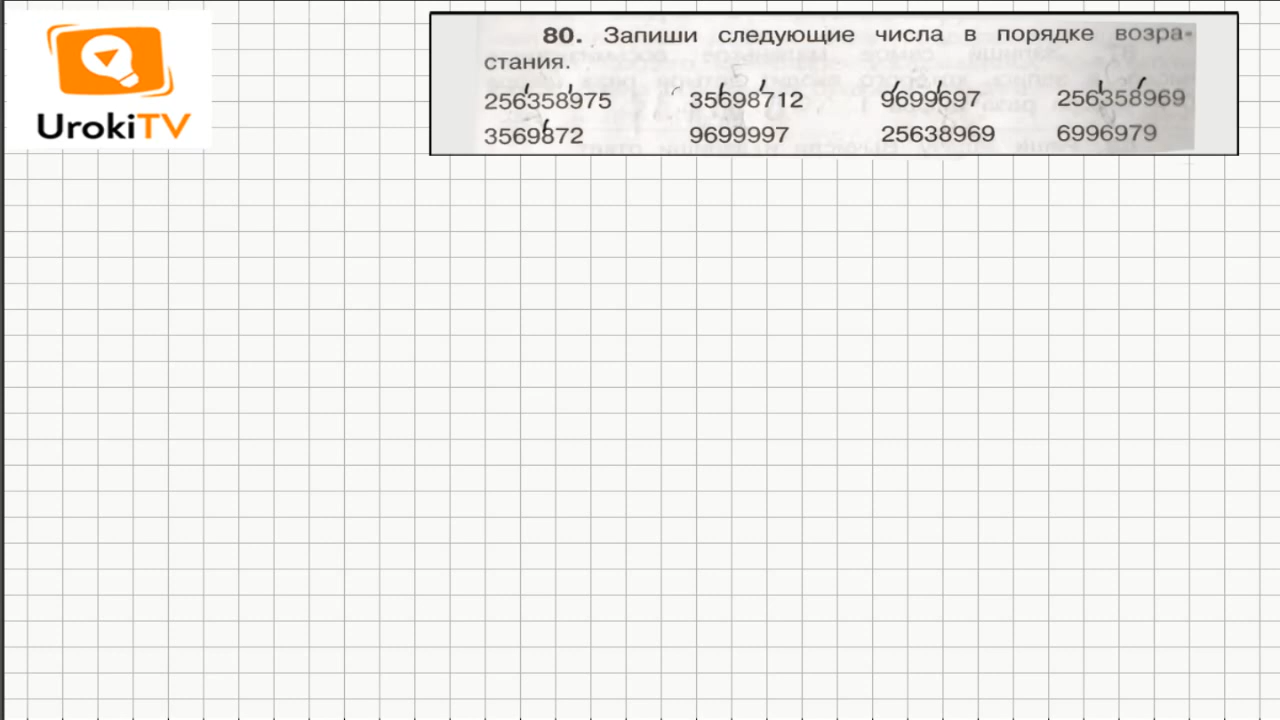 UrokiTV
80. Запиши следующие числа в порядке возра-
стания.
256358975 35698712 9699697 256358969
3569872 9699997 25638969 6996979